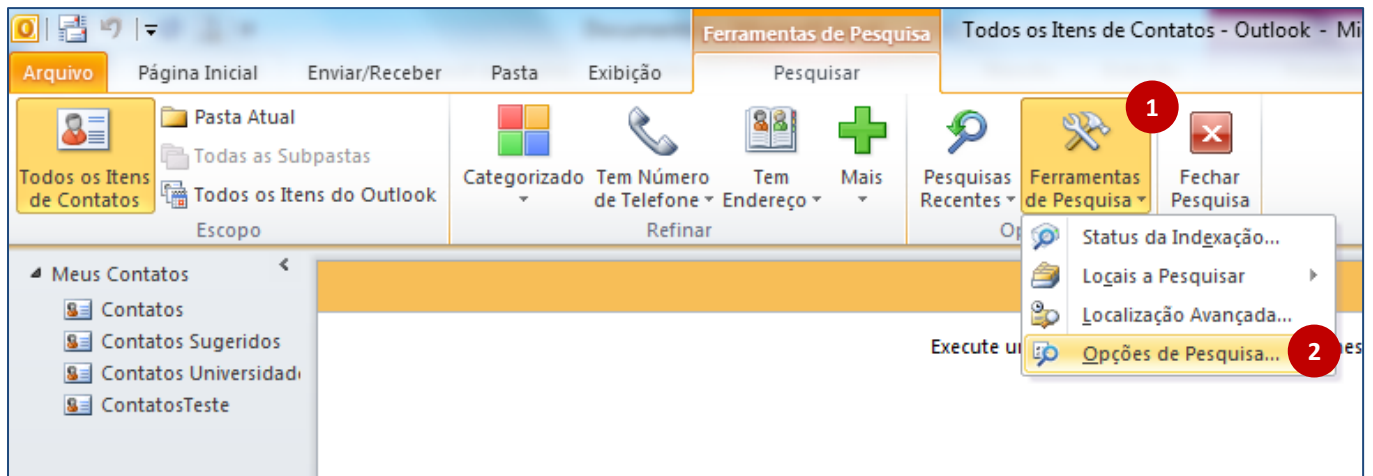 Ferramentas de Pesquisa
Todos os Itens de Contatos - Outlook - Mi
Arquivo
Página Inicial
Enviar/Receber
Pasta
Exibição
Pesquisar
Todos os Itens
de Contatos
Pasta Atual
Todas as Subpastas
Todos os Itens do Outlook
Escopo
Categorizado
Tem Número
de Telefone
Tem
Endereço
Mais
Refinar
Pesquisas
Recentes
Ferramentas
de Pesquisa
1
Fechar
Pesquisa
Op
Status da Indexação...
Locais a Pesquisar
Localização Avançada...
Opções de Pesquisa...
2
Meus Contatos
Contatos
Contatos Sugeridos
Contatos Universidad
ContatosTeste
Execute u
es